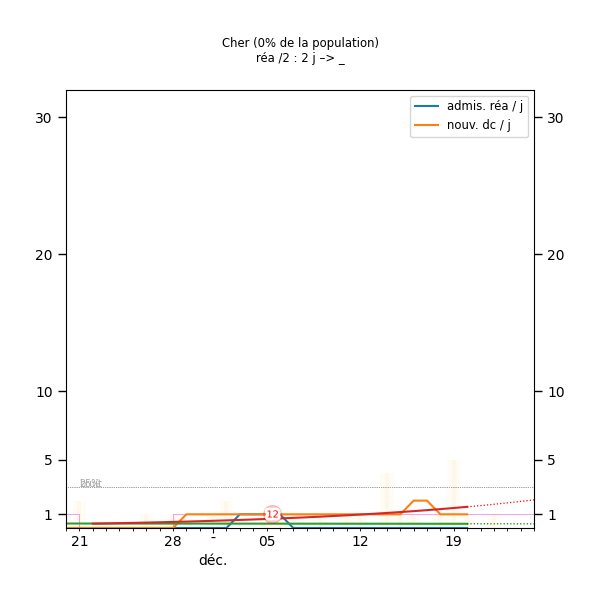 Cher (0% de la population)
réa /2 : 2 j –> _
admis. réa / j
nouv. dc / j
30 30
20 20
10 10
5 5
1 12 1
21 28 - 05 12 19
déc.